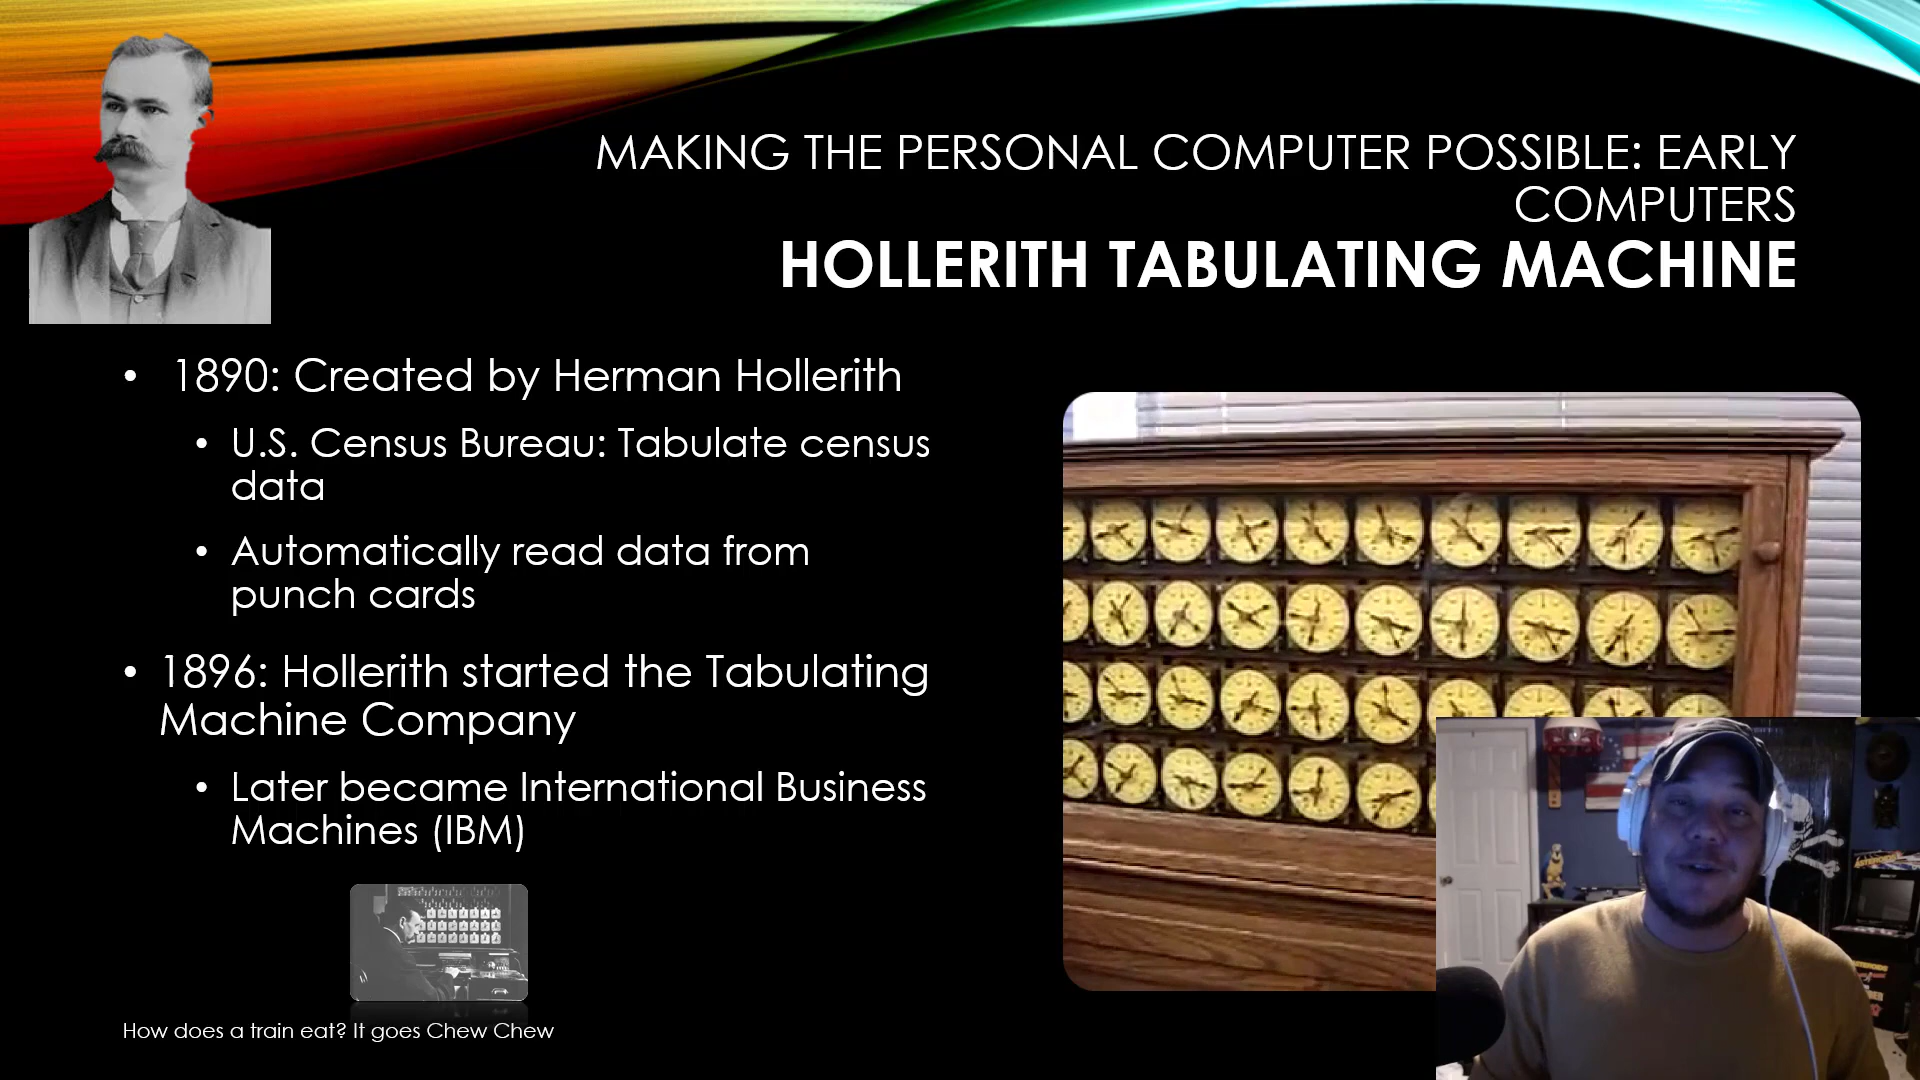 MAKING THE PERSONAL COMPUTER POSSIBLE: EARLY
COMPUTERS
HOLLERITH TABULATING MACHINE
• 1890: Created by Herman Hollerith
• U.S. Census Bureau: Tabulate census
data
• Automatically read data from
punch cards
• 1896: Hollerith started the Tabulating
Machine Company
• Later became International Business
Machines (IBM)
How does a train eat? It goes Chew Chew
ASTEROIDS
ASTEROIDS